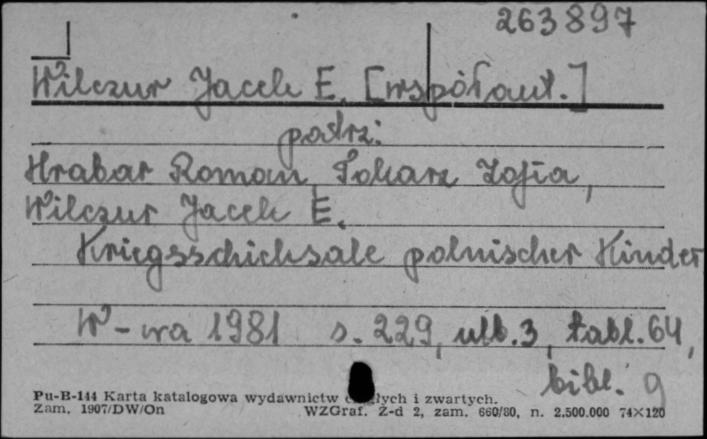 263897
Wilczur Jacek E. [współaut.]
patrz:
Hrabar Roman, Tokarz Zofia,
Wilczur Jacek E.
Kriegsschicksale polnischer Kinder
W-wa 1981 s. 229, nlb. 3, tabl. 64,
bibl. 9
Pu-B-144 Karta katalogowa wydawnictw ciągłych i zwartych.
Zam. 1907/DW/On WZGraf. Z-d 2, zam. 660/80, n. 2.500.000 74×120